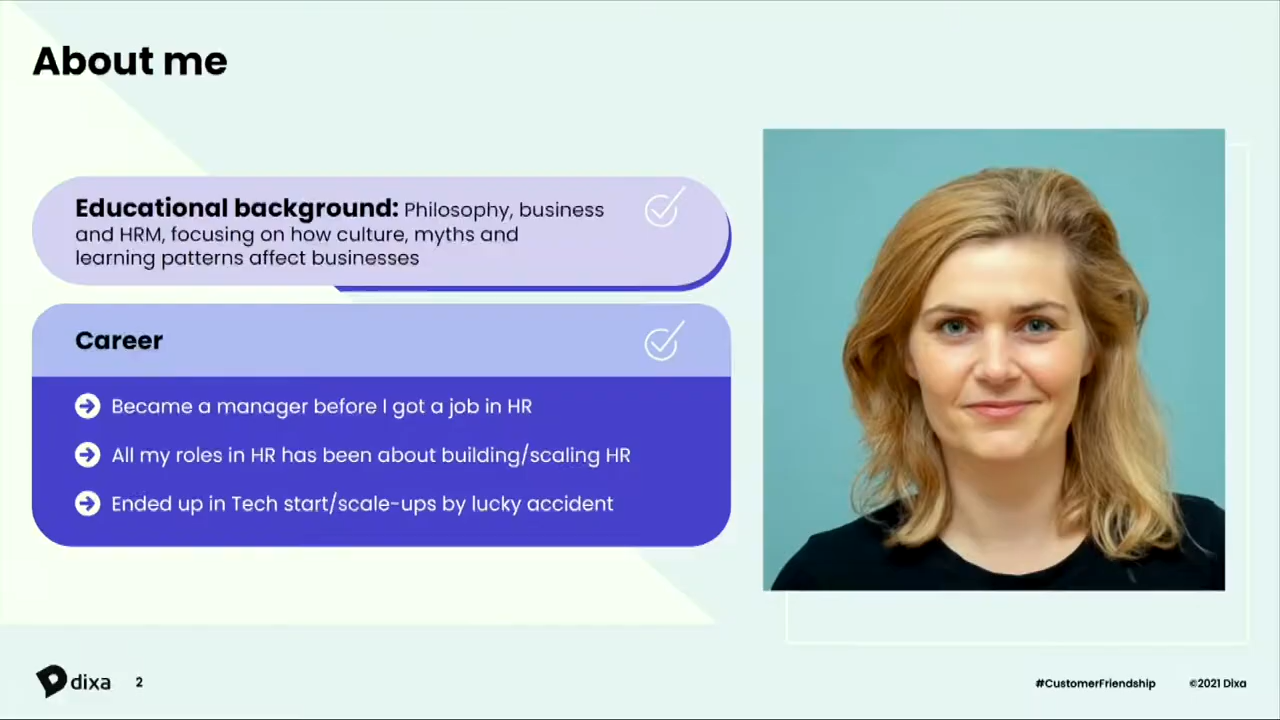 About me
Educational background: Philosophy, business
and HRM, focusing on how culture, myths and
learning patterns affect businesses
Career
Became a manager before I got a job in HR
All my roles in HR has been about building/scaling HR
Ended up in Tech start/scale-ups by lucky accident
dixa
2
#CustomerFriendship
©2021 Dixa